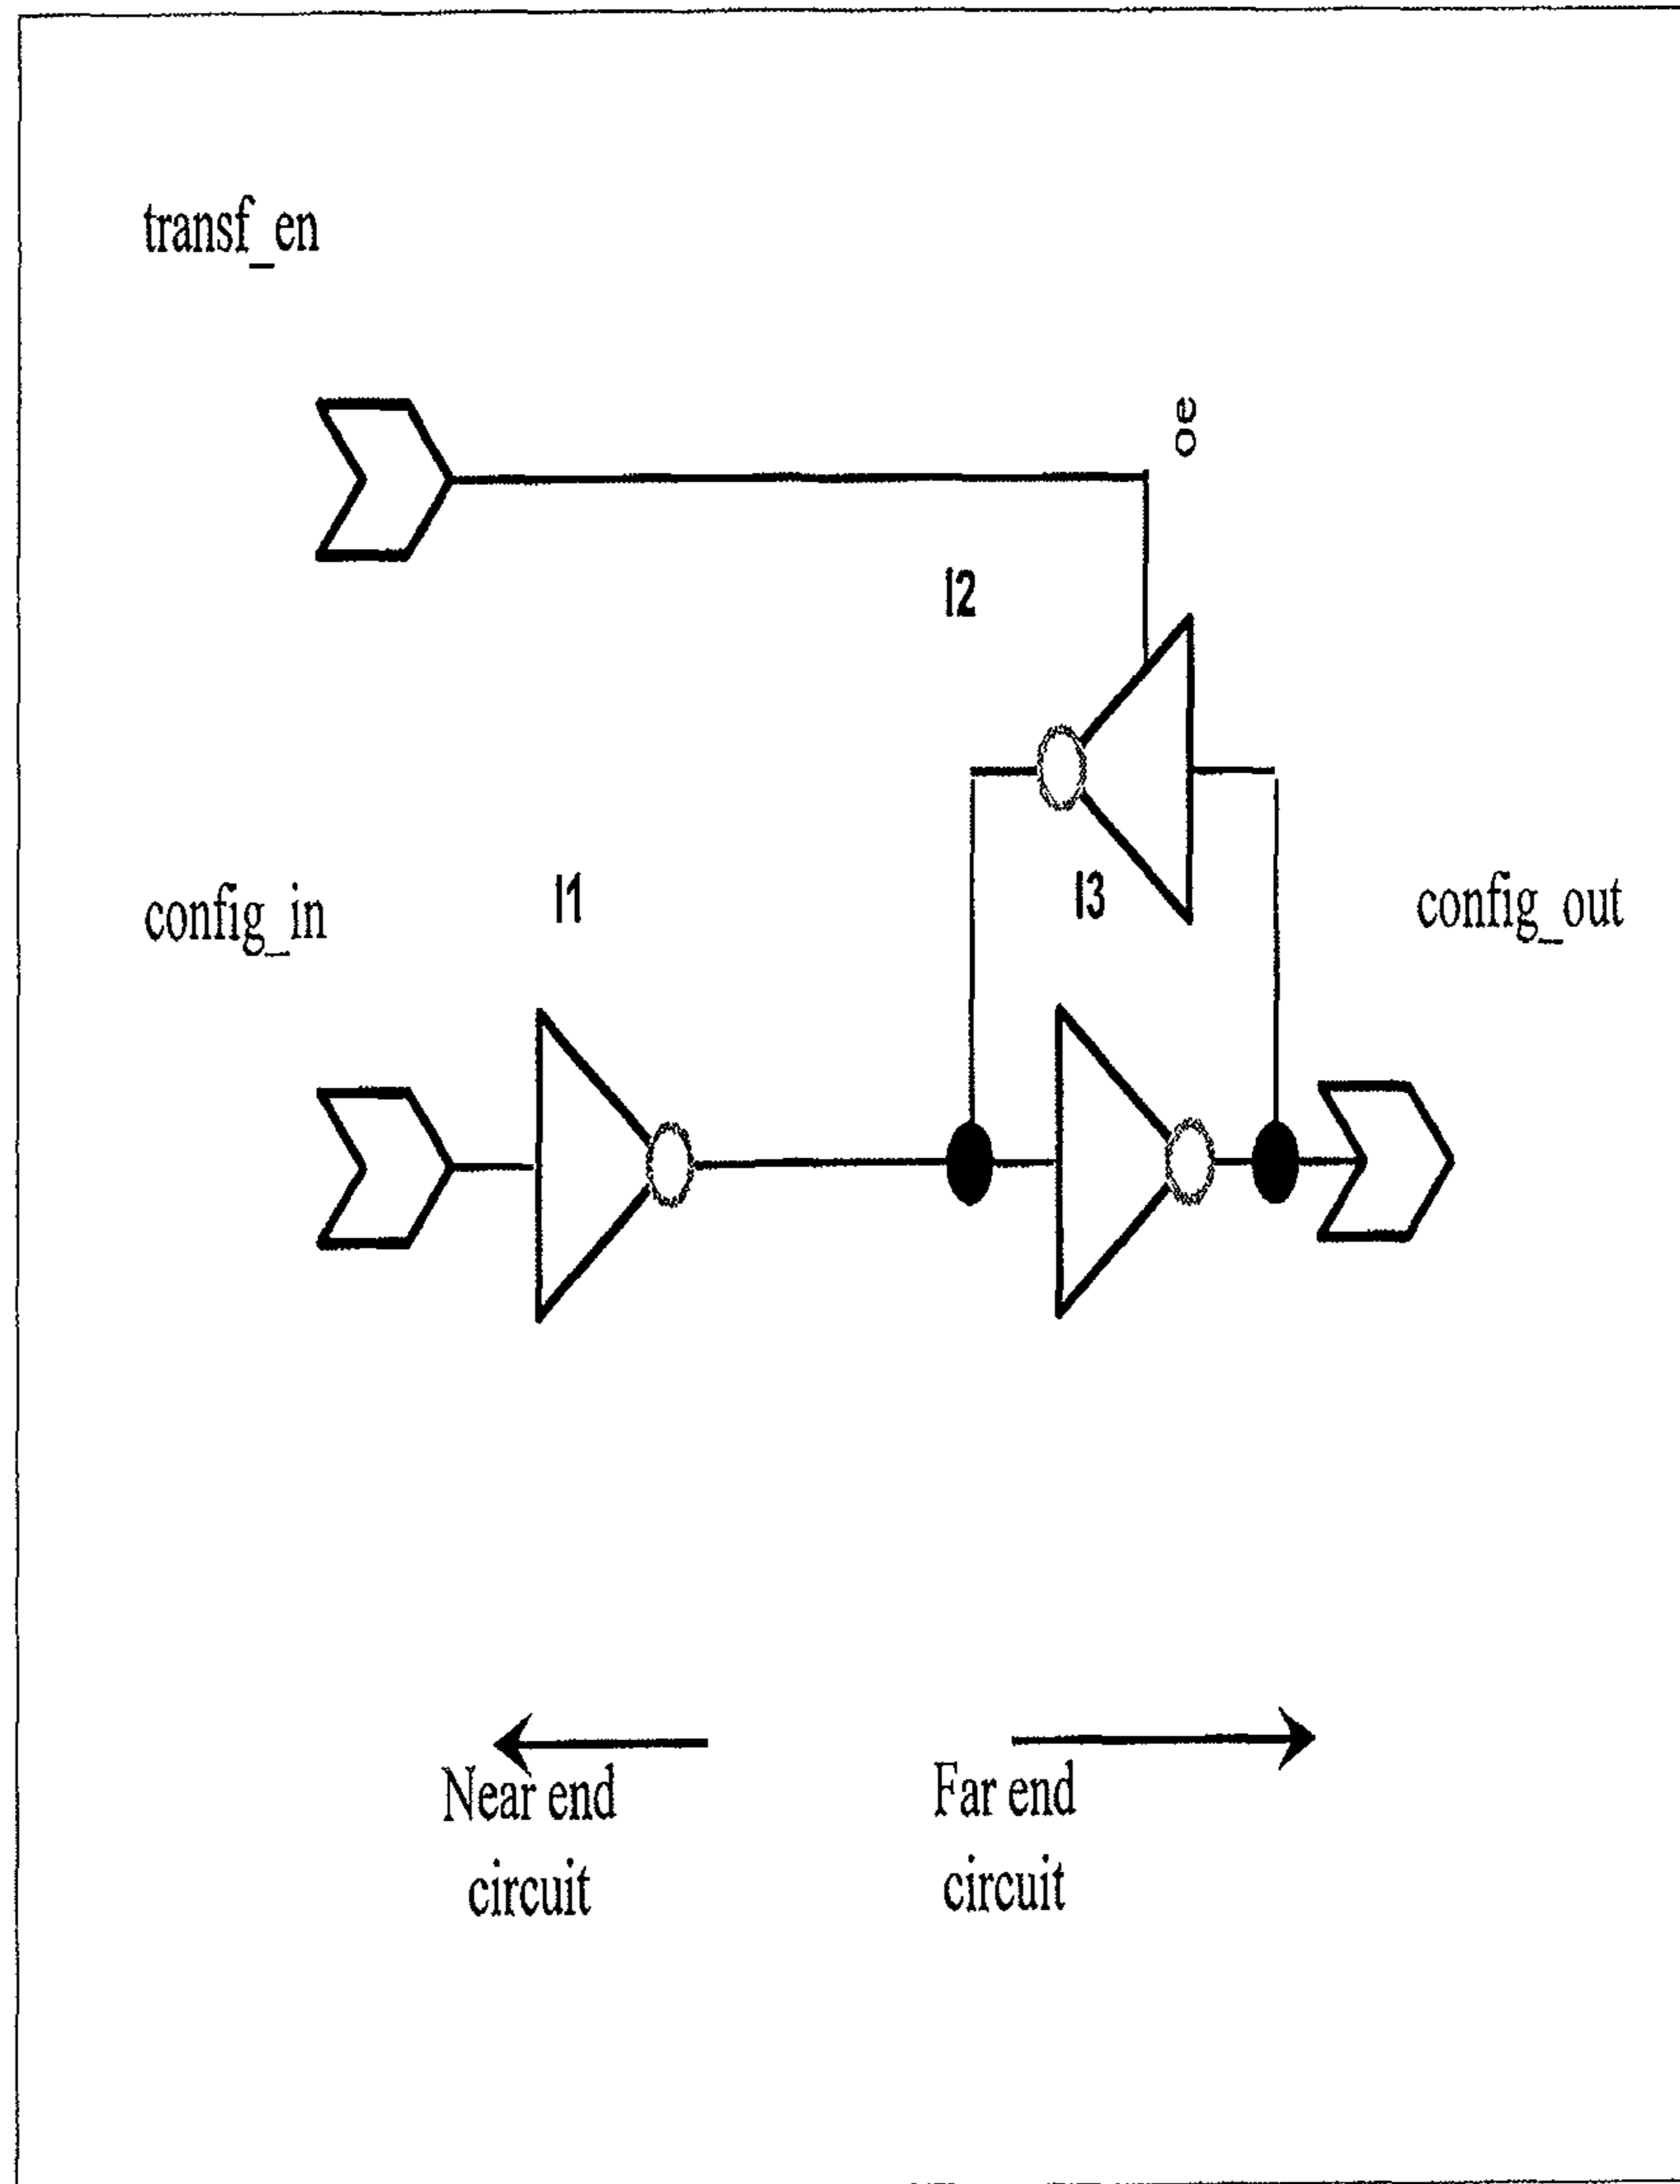 transf_en
oe
I2
config_in
I1
I3
config_out
Near end
circuit
Far end
circuit